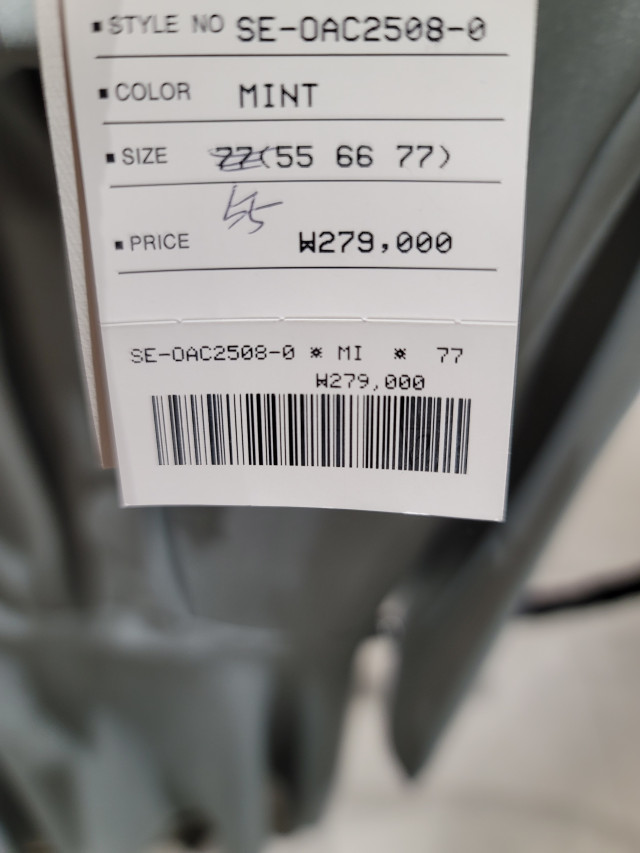 ▪ STYLE NO SE-OAC2508-0
▪ COLOR MINT
▪ SIZE 77(55 66 77)
55
▪ PRICE ₩279,000
SE-OAC2508-0 * MI * 77
₩279,000